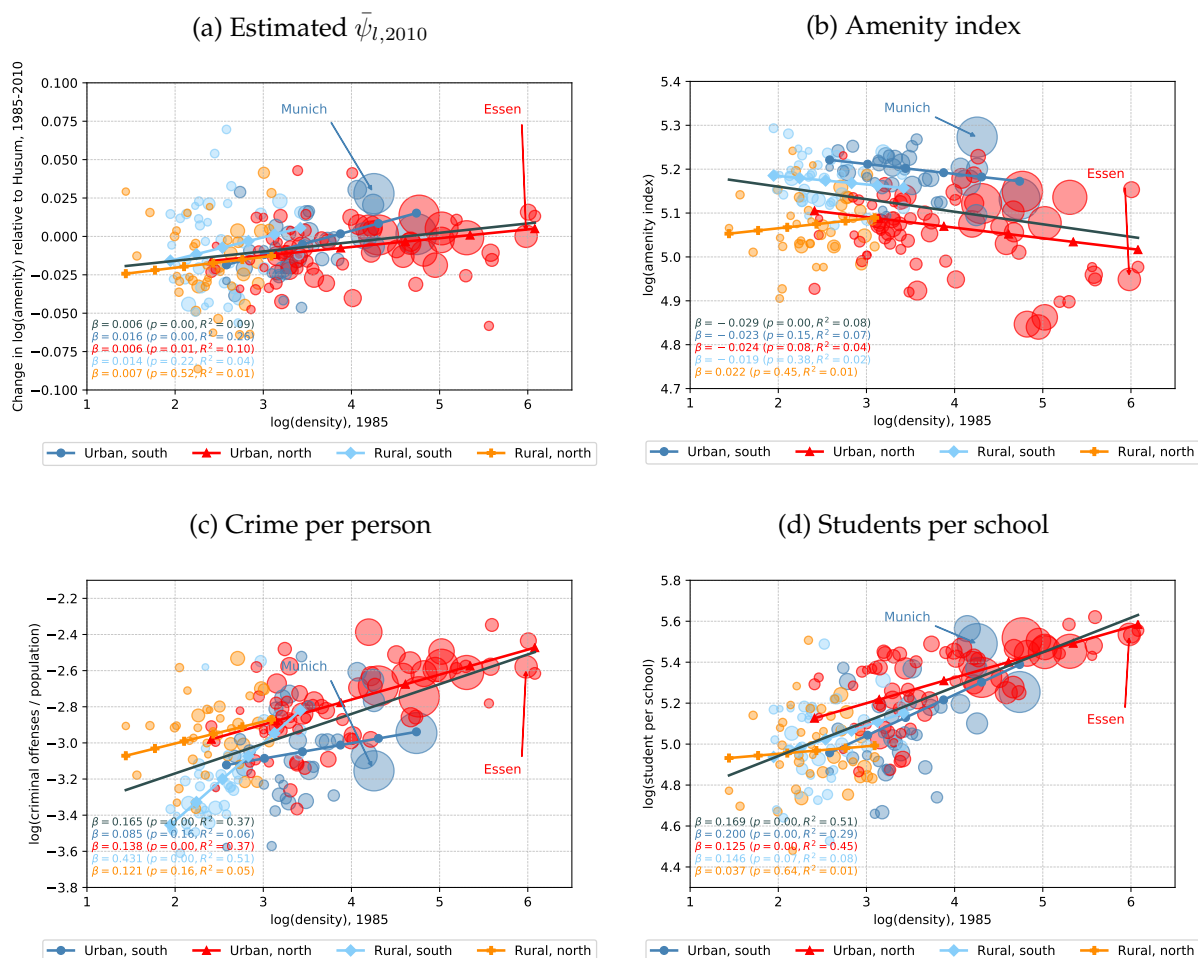 (a) Estimated ψ̄l,2010
Change in log(amenity) relative to Husum, 1985-2010
0.100
0.075
0.050
0.025
0.000
−0.025
−0.050
−0.075
−0.100
Munich
Essen
β = 0.006 (p = 0.00, R² = 0.09)
β = 0.016 (p = 0.00, R² = 0.26)
β = 0.006 (p = 0.01, R² = 0.10)
β = 0.014 (p = 0.22, R² = 0.04)
β = 0.007 (p = 0.52, R² = 0.01)
1 2 3 4 5 6
log(density), 1985
Urban, south Urban, north Rural, south Rural, north
(b) Amenity index
log(amenity index)
5.4
5.3
5.2
5.1
5.0
4.9
4.8
4.7
Munich
Essen
β = −0.029 (p = 0.00, R² = 0.08)
β = −0.023 (p = 0.15, R² = 0.07)
β = −0.024 (p = 0.08, R² = 0.04)
β = −0.019 (p = 0.38, R² = 0.02)
β = 0.022 (p = 0.45, R² = 0.01)
1 2 3 4 5 6
log(density), 1985
Urban, south Urban, north Rural, south Rural, north
(c) Crime per person
log(criminal offenses / population)
−2.2
−2.4
−2.6
−2.8
−3.0
−3.2
−3.4
−3.6
−3.8
Munich
Essen
β = 0.165 (p = 0.00, R² = 0.37)
β = 0.085 (p = 0.16, R² = 0.06)
β = 0.138 (p = 0.00, R² = 0.37)
β = 0.431 (p = 0.00, R² = 0.51)
β = 0.121 (p = 0.16, R² = 0.05)
1 2 3 4 5 6
log(density), 1985
Urban, south Urban, north Rural, south Rural, north
(d) Students per school
log(student per school)
5.8
5.6
5.4
5.2
5.0
4.8
4.6
4.4
Munich
Essen
β = 0.169 (p = 0.00, R² = 0.51)
β = 0.200 (p = 0.00, R² = 0.29)
β = 0.125 (p = 0.00, R² = 0.45)
β = 0.146 (p = 0.07, R² = 0.08)
β = 0.037 (p = 0.64, R² = 0.01)
1 2 3 4 5 6
log(density), 1985
Urban, south Urban, north Rural, south Rural, north